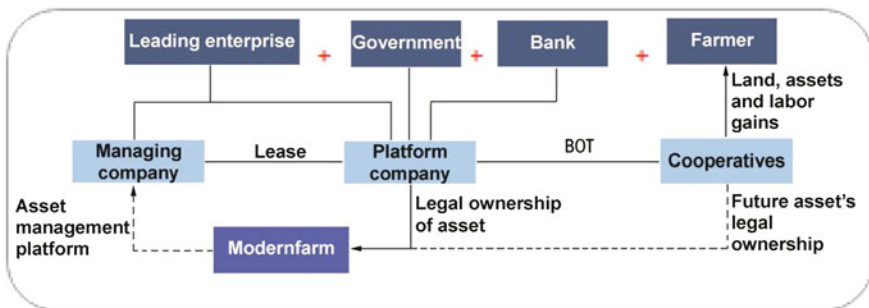 Leading enterprise + Government + Bank + Farmer
Land, assets
and labor
gains
Managing
company
Lease
Platform
company
BOT
Cooperatives
Asset
management
platform
Legal ownership
of asset
Future asset's
legal
ownership
Modernfarm